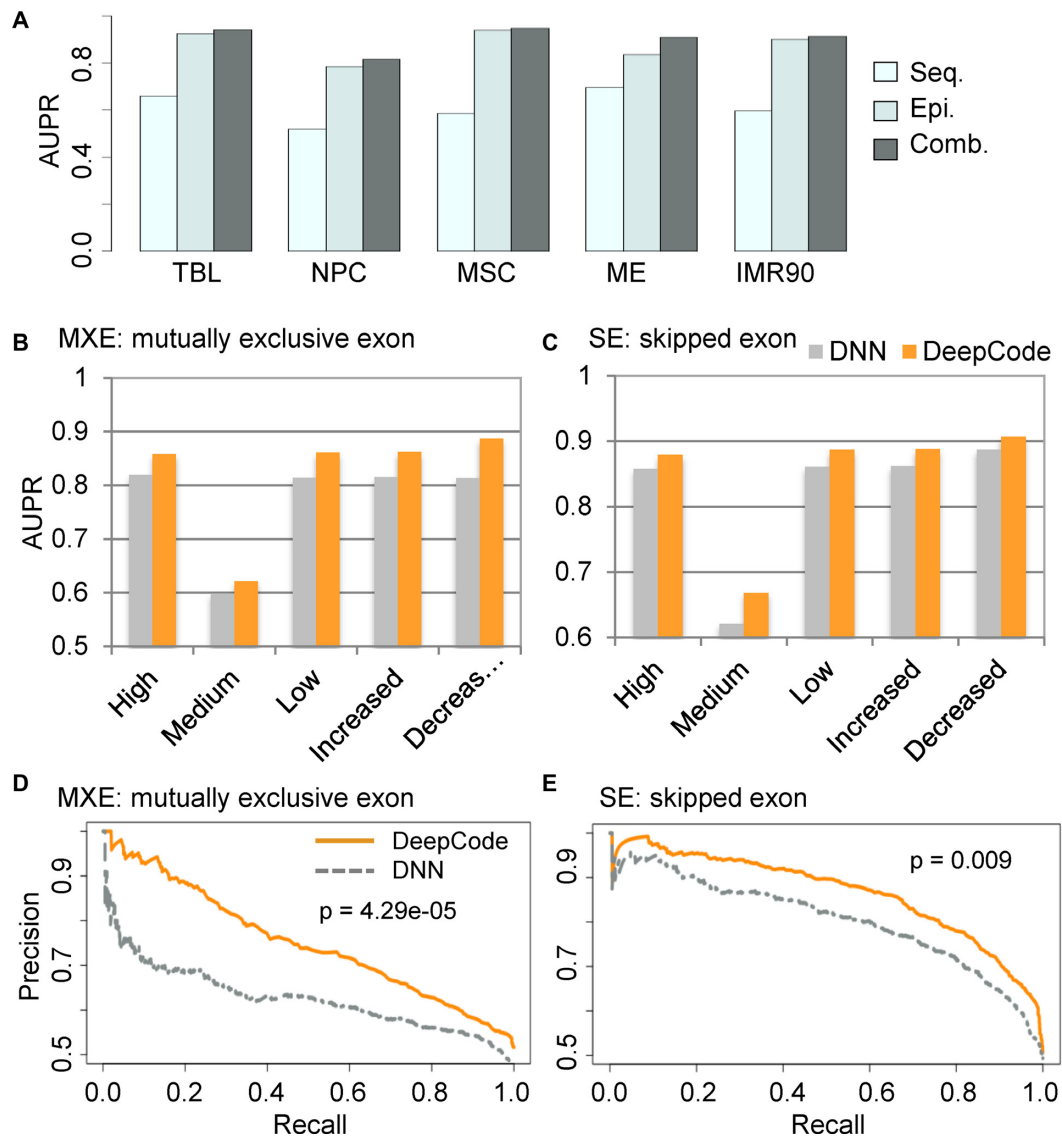 A
AUPR
0.0
0.4
0.8
Seq.
Epi.
Comb.
TBL
NPC
MSC
ME
IMR90
B
MXE: mutually exclusive exon
AUPR
1
0.9
0.8
0.7
0.6
0.5
High
Medium
Low
Increased
Decreas…
C
SE: skipped exon
DNN
DeepCode
1
0.9
0.8
0.7
0.6
High
Medium
Low
Increased
Decreased
D
MXE: mutually exclusive exon
DeepCode
DNN
p = 4.29e-05
Precision
0.9
0.7
0.5
0.0 0.2 0.4 0.6 0.8 1.0
Recall
E
SE: skipped exon
p = 0.009
0.9
0.7
0.5
0.0 0.2 0.4 0.6 0.8 1.0
Recall